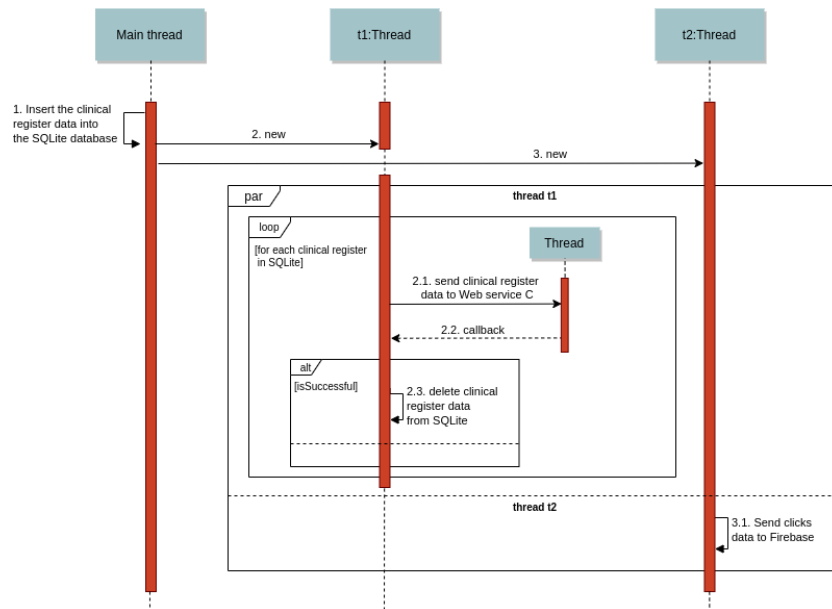 Main thread
t1:Thread
t2:Thread
1. Insert the clinical
register data into
the SQLite database
2. new
3. new
par
thread t1
loop
[for each clinical register
in SQLite]
Thread
2.1. send clinical register
data to Web service C
2.2. callback
alt
[isSuccessful]
2.3. delete clinical
register data
from SQLite
thread t2
3.1. Send clicks
data to Firebase